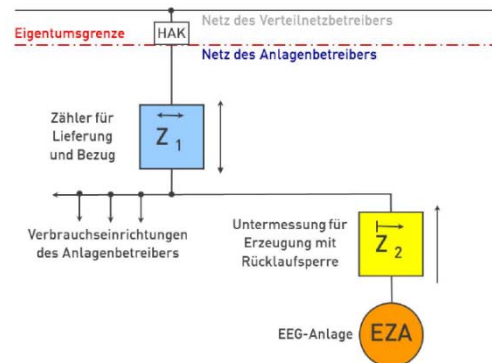 Netz des Verteilnetzbetreibers
Eigentumsgrenze
HAK
Netz des Anlagenbetreibers
Zähler für
Lieferung
und Bezug
Z 1
Verbrauchseinrichtungen
des Anlagenbetreibers
Untermessung für
Erzeugung mit
Rücklaufsperre
Z 2
EEG-Anlage
EZA